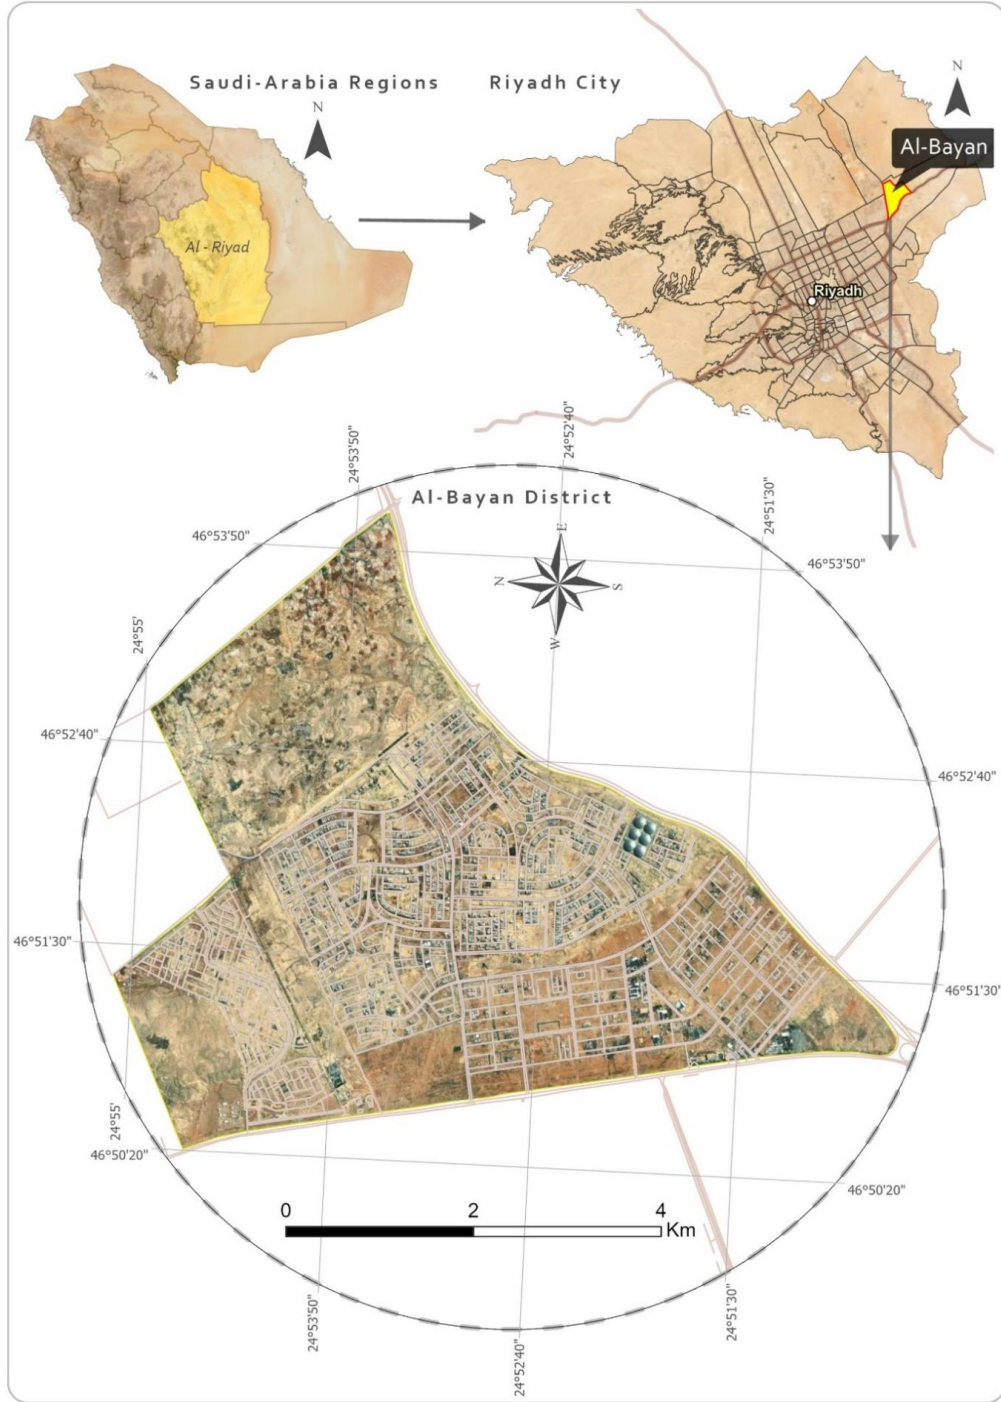 Saudi-Arabia Regions
Riyadh City
N
N
Al-Bayan
Al - Riyad
Riyadh
Al-Bayan District
24°53'50"
24°52'40"
24°51'30"
46°53'50"
46°53'50"
E
N
S
W
24°55'
46°52'40"
46°52'40"
46°51'30"
46°51'30"
24°55'
46°50'20"
46°50'20"
0 2 4
Km
24°53'50"
24°52'40"
24°51'30"